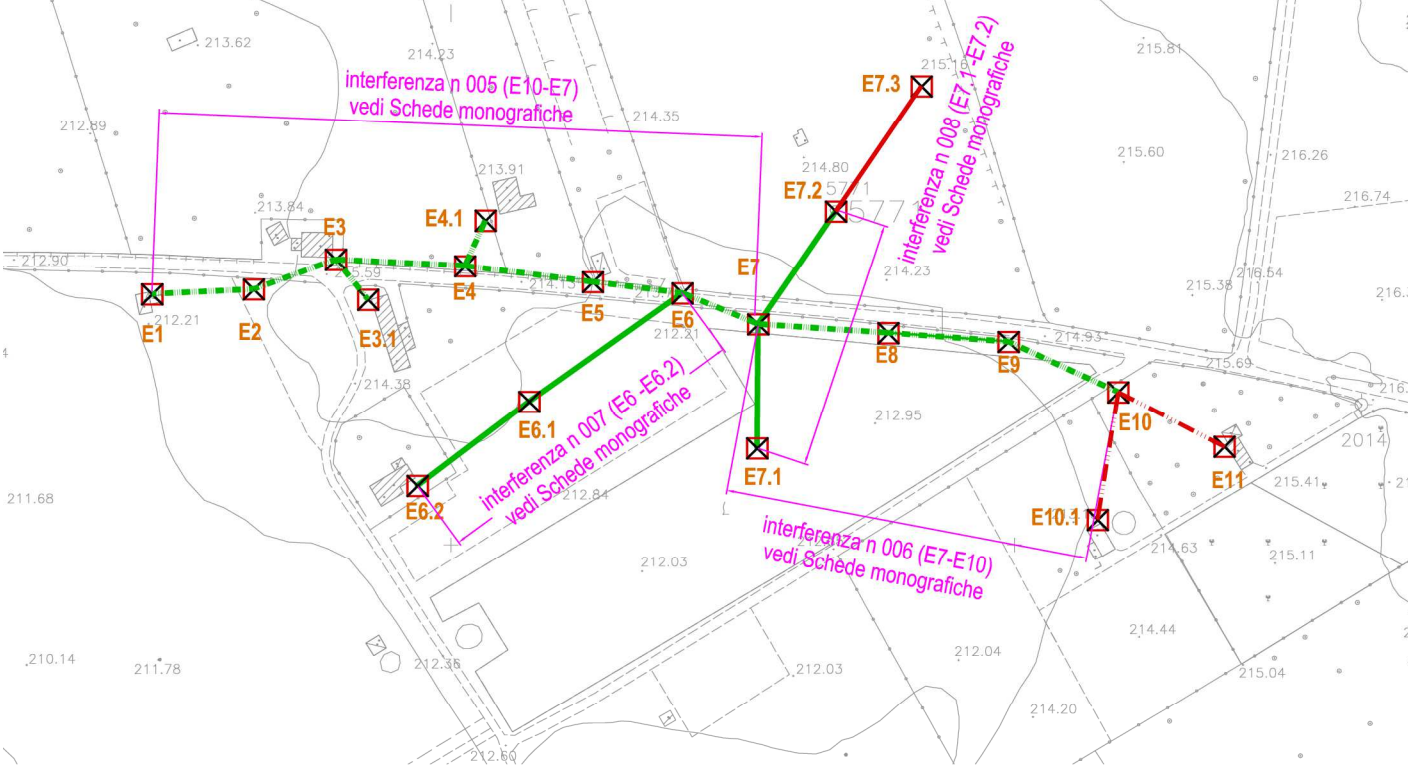 213.62
214.23
215.81
215.16
interferenza n 005 (E10-E7)
vedi Schede monografiche
E7.3
212.89
214.35
interferenza n 008 (E7.1-E7.2)
vedi Schede monografiche
214.80
215.60
216.26
213.91
E7.2
5771
216.74
213.84
E4.1
E3
212.90
E7
214.23
216.54
215.38
E4
E5
E6
E1
212.21
E2
E3.1
212.21
E8
E9
214.93
215.69
214.38
E6.1
interferenza n 007 (E6 -E6.2)
vedi Schede monografiche
212.95
E10
2014
E7.1
E11
215.41
211.68
E6.2
212.84
E10.1
interferenza n 006 (E7-E10)
vedi Schede monografiche
214.63
215.11
212.03
214.44
210.14
211.78
212.36
212.03
212.04
215.04
214.20
212.60